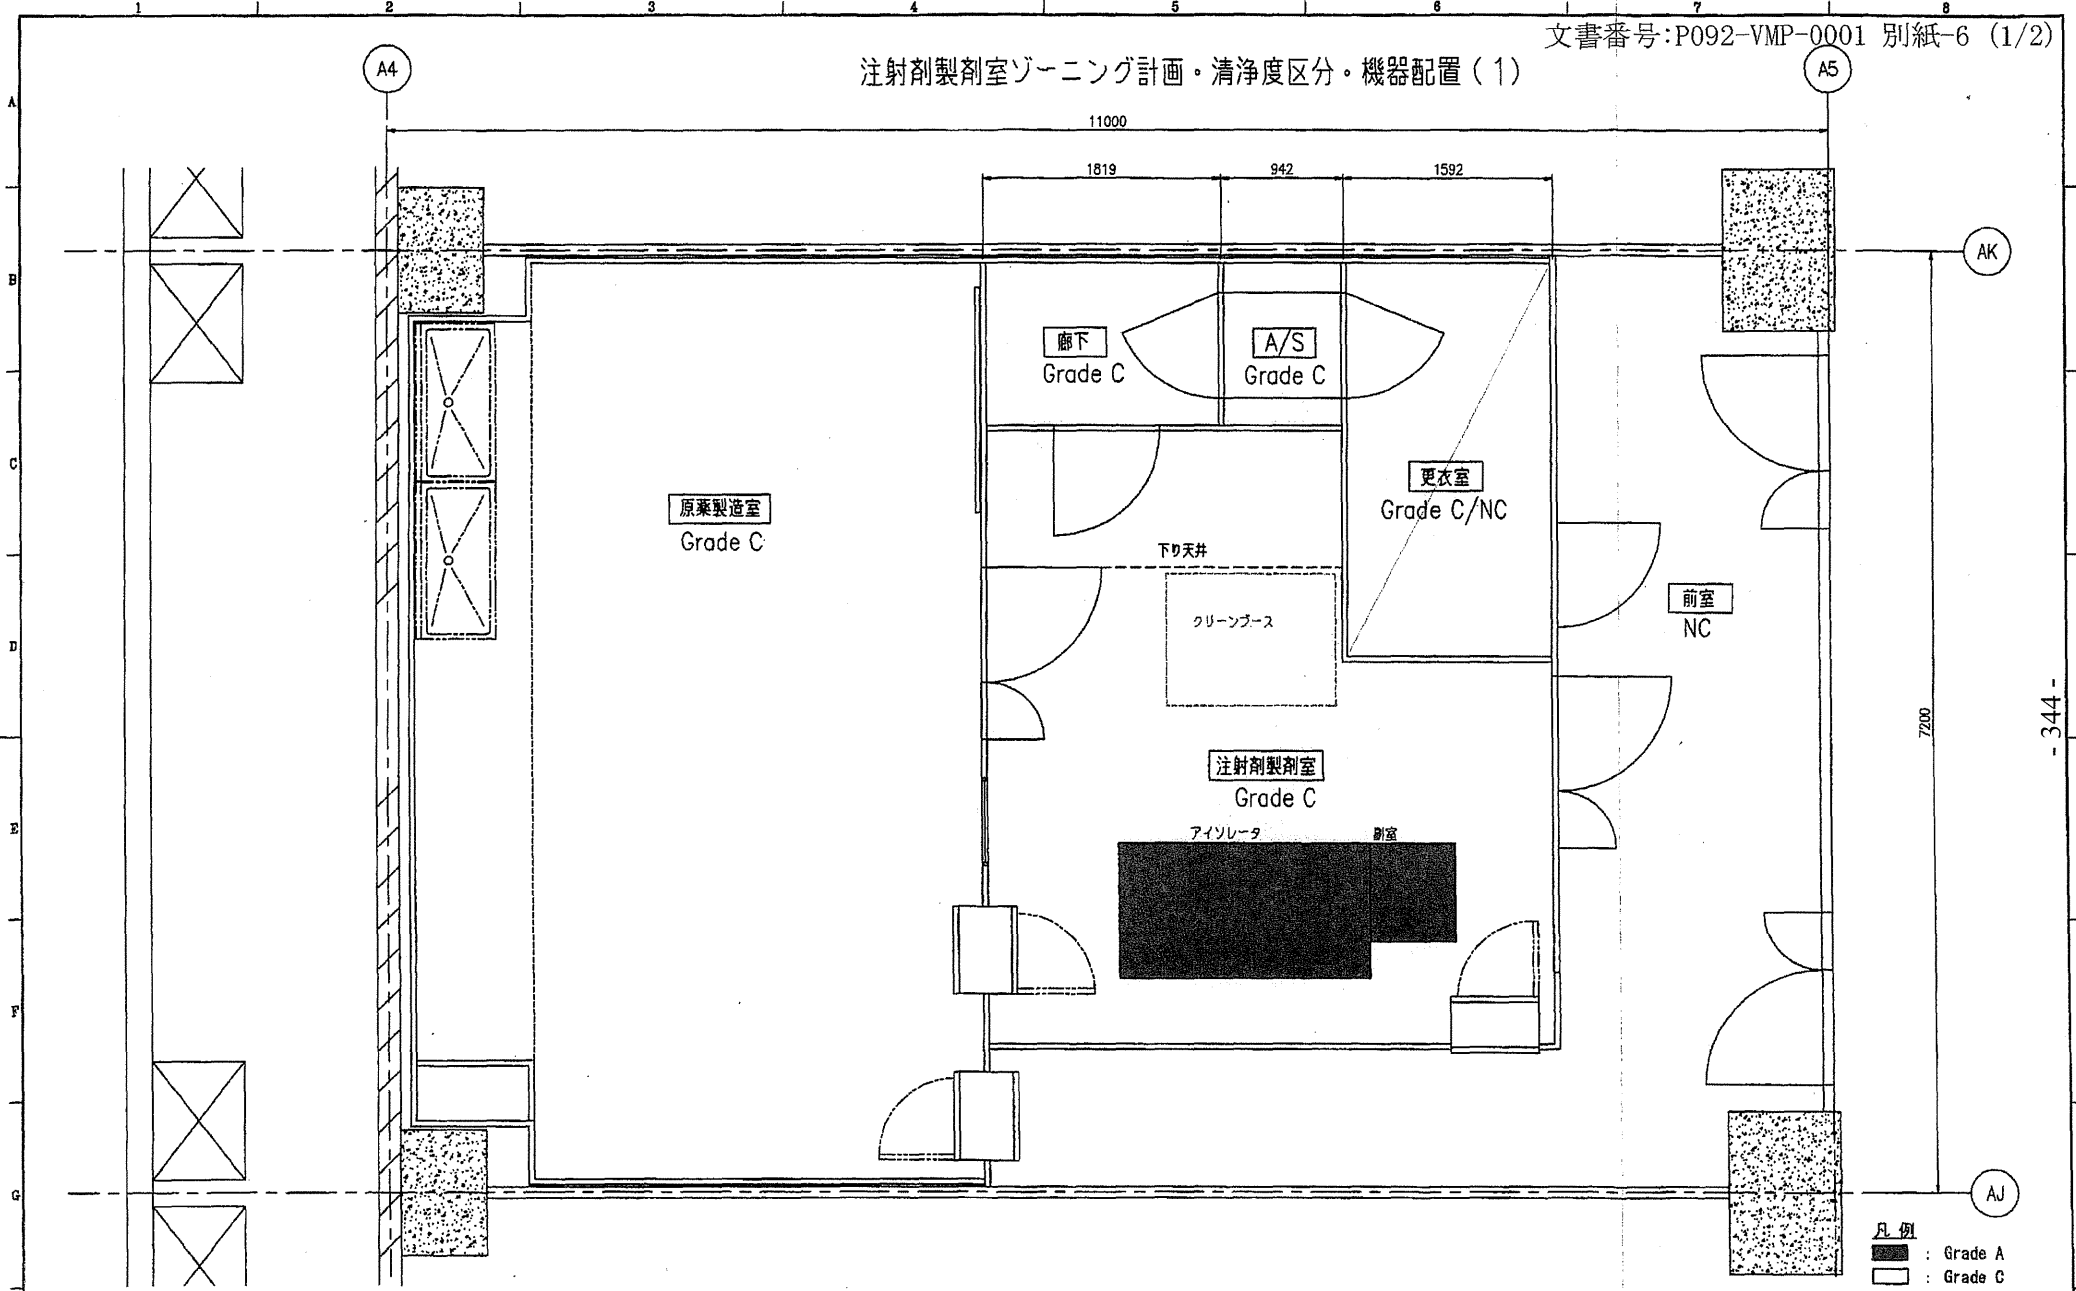 1 2 3 4 5 6 7 8
文書番号:P092-VMP-0001 別紙-6 (1/2)
注射剤製剤室ゾーニング計画・清浄度区分・機器配置(1)
A4
A5
A
11000
1819
942
1592
AK
B
廊下
Grade C
A/S
Grade C
C
更衣室
Grade C/NC
原薬製造室
Grade C
下り天井
クリーンブース
前室
NC
D
7200
- 344 -
注射剤製剤室
Grade C
E
アイソレータ
副室
F
G
AJ
凡 例
: Grade A
: Grade C